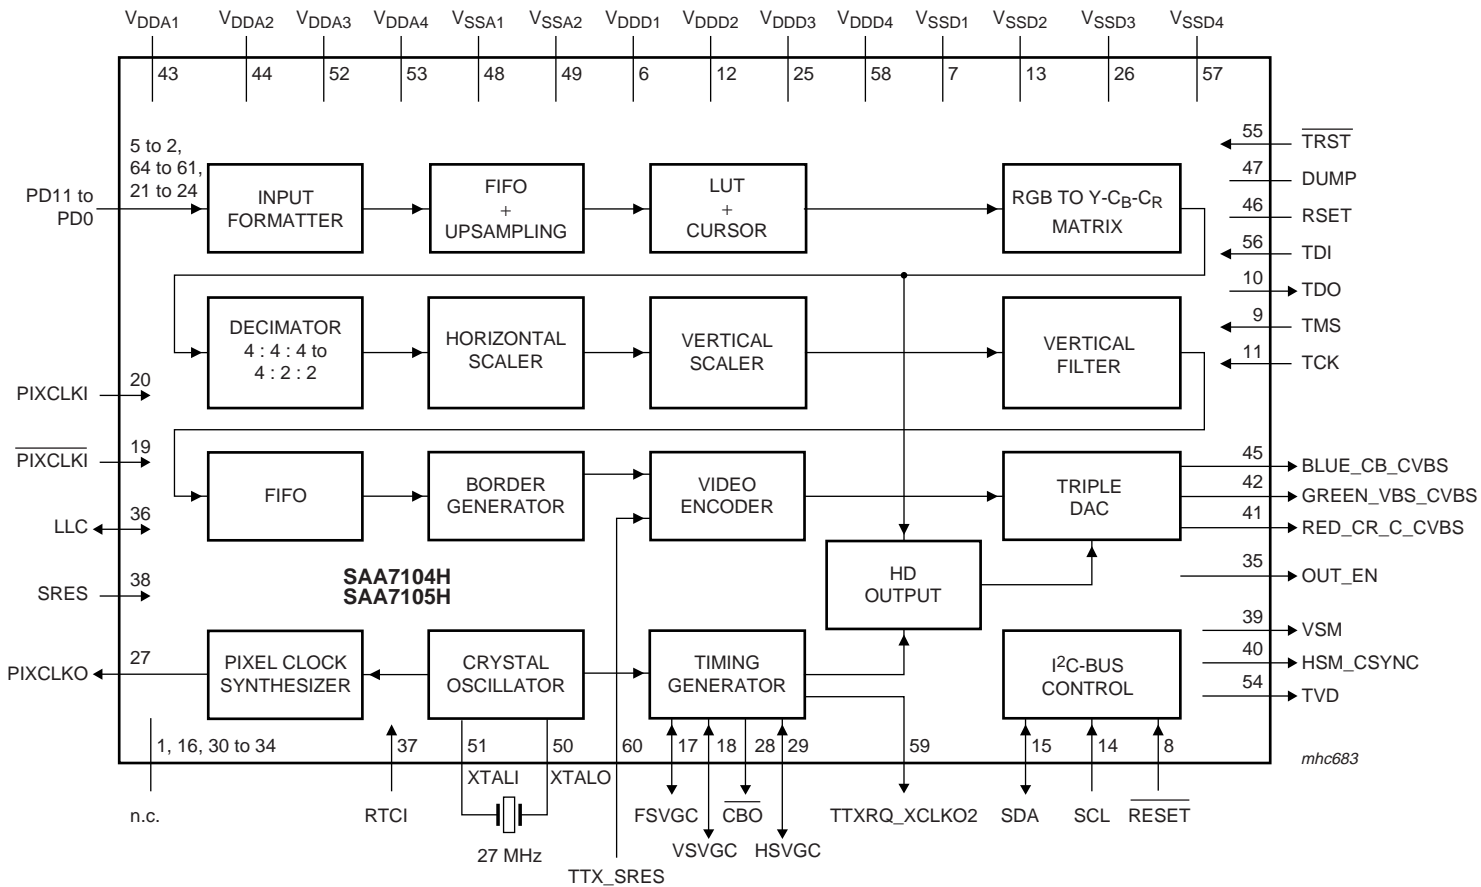 VDDA1 VDDA2 VDDA3 VDDA4 VSSA1 VSSA2 VDDD1 VDDD2 VDDD3 VDDD4 VSSD1 VSSD2 VSSD3 VSSD4
43 44 52 53 48 49 6 12 25 58 7 13 26 57
5 to 2,
64 to 61,
21 to 24
PD11 to
PD0
INPUT
FORMATTER
FIFO
+
UPSAMPLING
LUT
+
CURSOR
RGB TO Y-CB-CR
MATRIX
55 TRST
47 DUMP
46 RSET
56 TDI
10 TDO
9 TMS
11 TCK
DECIMATOR
4 : 4 : 4 to
4 : 2 : 2
HORIZONTAL
SCALER
VERTICAL
SCALER
VERTICAL
FILTER
PIXCLKI 20
PIXCLKI 19
LLC 36
SRES 38
FIFO
BORDER
GENERATOR
VIDEO
ENCODER
TRIPLE
DAC
45 BLUE_CB_CVBS
42 GREEN_VBS_CVBS
41 RED_CR_C_CVBS
35 OUT_EN
SAA7104H
SAA7105H
HD
OUTPUT
39 VSM
40 HSM_CSYNC
54 TVD
PIXCLKO 27
PIXEL CLOCK
SYNTHESIZER
CRYSTAL
OSCILLATOR
TIMING
GENERATOR
I2C-BUS
CONTROL
1, 16, 30 to 34 37 51 50 60 17 18 28 29 59 15 14 8
mhc683
XTALI XTALO
n.c. RTCI FSVGC CBO TTXRQ_XCLKO2 SDA SCL RESET
27 MHz VSVGC HSVGC
TTX_SRES